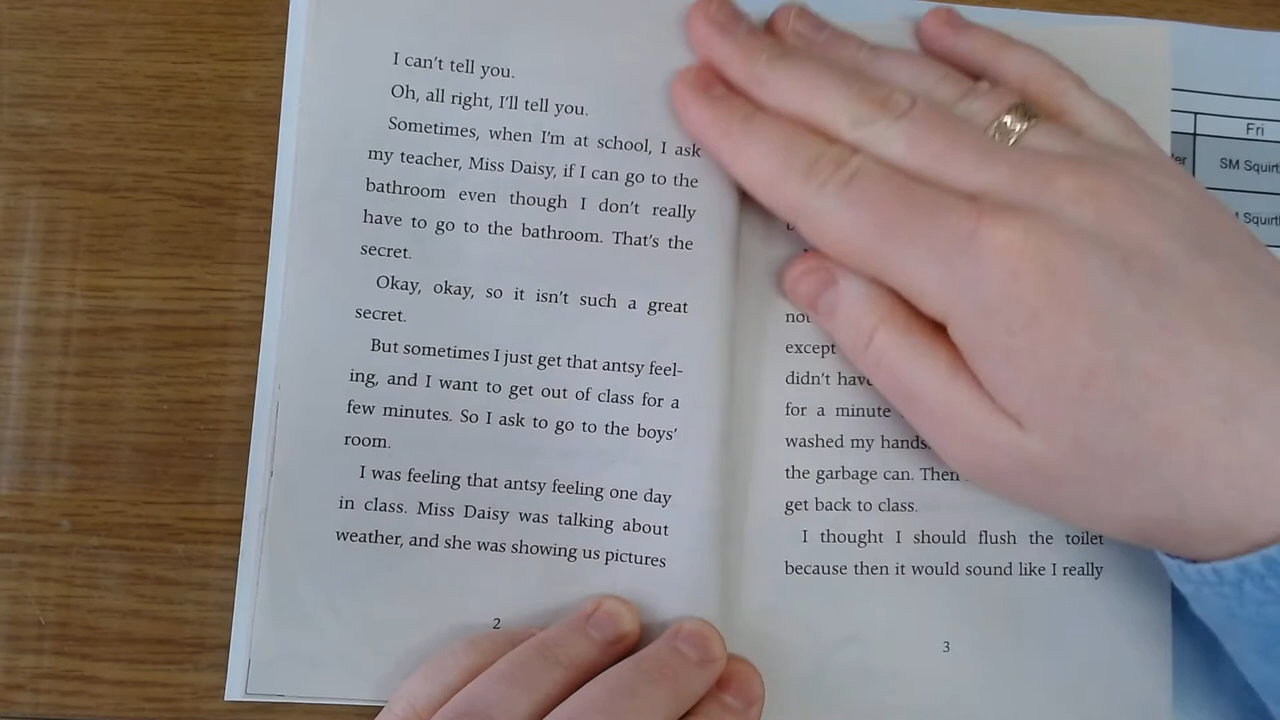 I can't tell you.
Oh, all right, I'll tell you.
Sometimes, when I'm at school, I ask
my teacher, Miss Daisy, if I can go to the
bathroom even though I don't really
have to go to the bathroom. That's the
secret.
Okay, okay, so it isn't such a great
secret.
But sometimes I just get that antsy feel-
ing, and I want to get out of class for a
few minutes. So I ask to go to the boys'
room.
I was feeling that antsy feeling one day
in class. Miss Daisy was talking about
weather, and she was showing us pictures
2
except
didn't have
for a minute
washed my hands.
the garbage can. Then
get back to class.
I thought I should flush the toilet
because then it would sound like I really
3
Fri
SM Squirt
Squirt